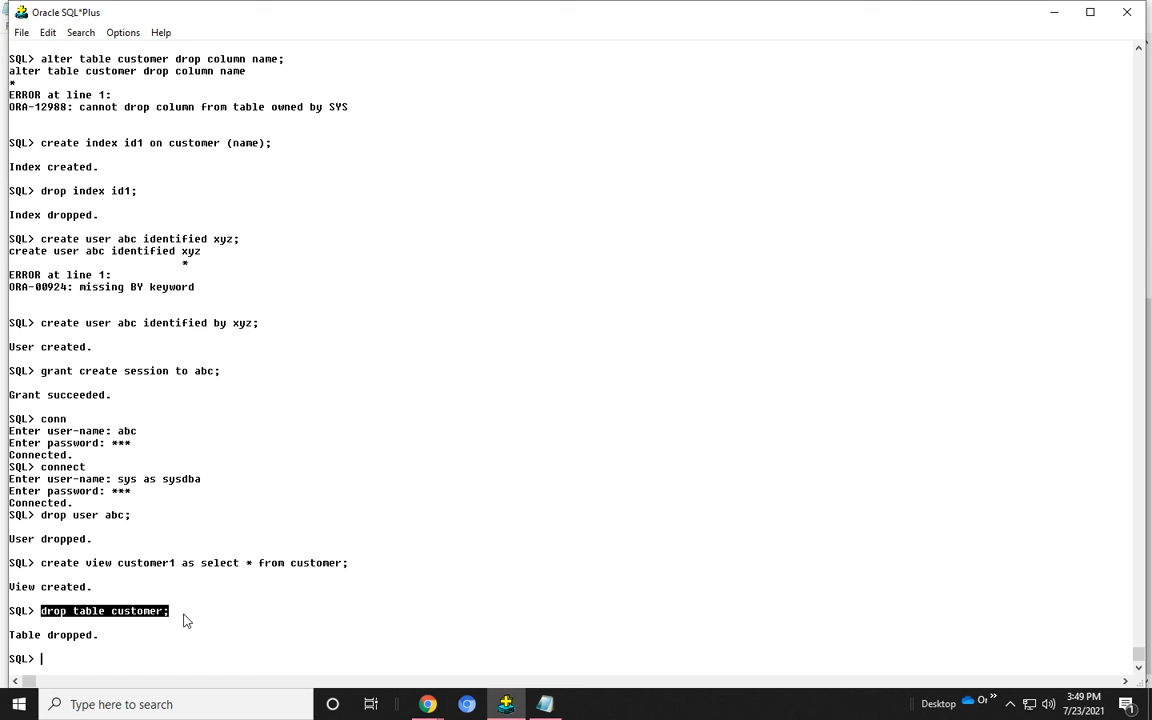 Oracle SQL*Plus
File Edit Search Options Help
SQL> alter table customer drop column name;
alter table customer drop column name
*
ERROR at line 1:
ORA-12988: cannot drop column from table owned by SYS
SQL> create index id1 on customer (name);
Index created.
SQL> drop index id1;
Index dropped.
SQL> create user abc identified xyz;
create user abc identified xyz
*
ERROR at line 1:
ORA-00924: missing BY keyword
SQL> create user abc identified by xyz;
User created.
SQL> grant create session to abc;
Grant succeeded.
SQL> conn
Enter user-name: abc
Enter password: ***
Connected.
SQL> connect
Enter user-name: sys as sysdba
Enter password: ***
Connected.
SQL> drop user abc;
User dropped.
SQL> create view customer1 as select * from customer;
View created.
SQL> drop table customer;
Table dropped.
SQL>
Type here to search
Desktop
Or
3:49 PM
7/23/2021
1